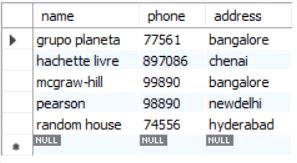 name phone address
grupo planeta 77561 bangalore
hachette livre 897086 chenai
mcgraw-hill 99890 bangalore
pearson 98890 newdelhi
random house 74556 hyderabad
NULL NULL NULL